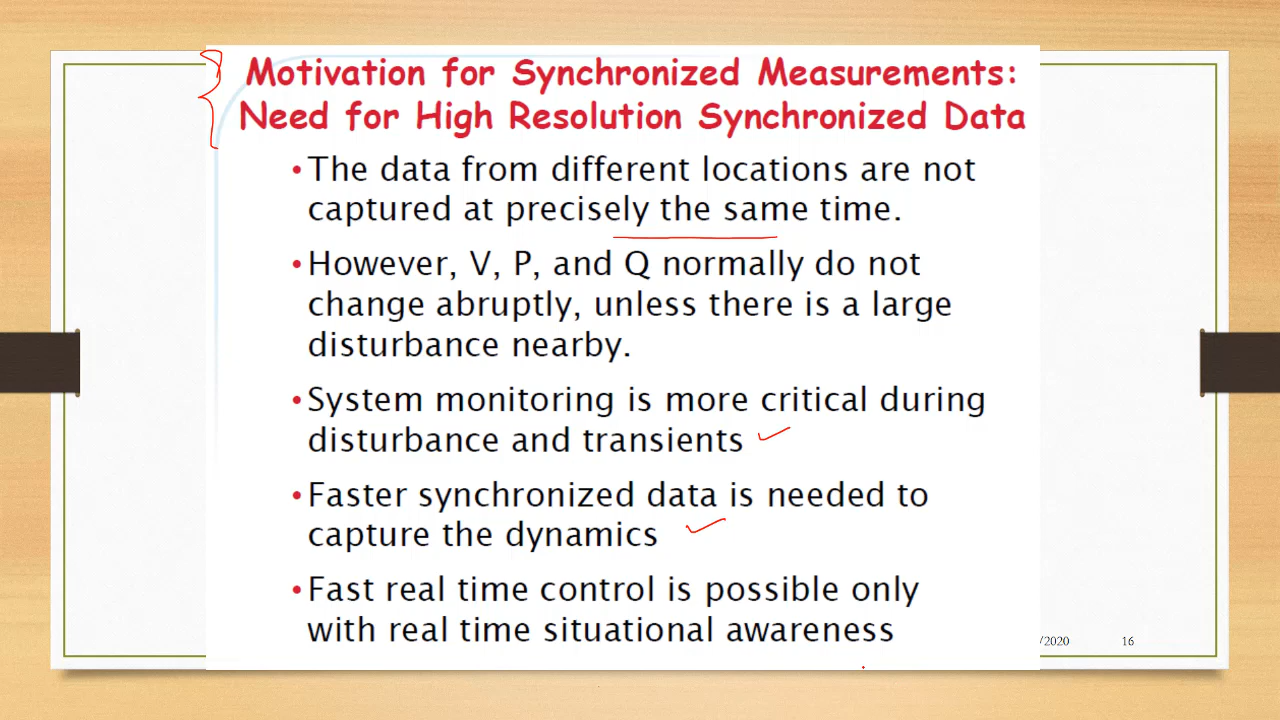 Motivation for Synchronized Measurements:
Need for High Resolution Synchronized Data
•The data from different locations are not
captured at precisely the same time.
•However, V, P, and Q normally do not
change abruptly, unless there is a large
disturbance nearby.
•System monitoring is more critical during
disturbance and transients
•Faster synchronized data is needed to
capture the dynamics
•Fast real time control is possible only
with real time situational awareness
/2020 16